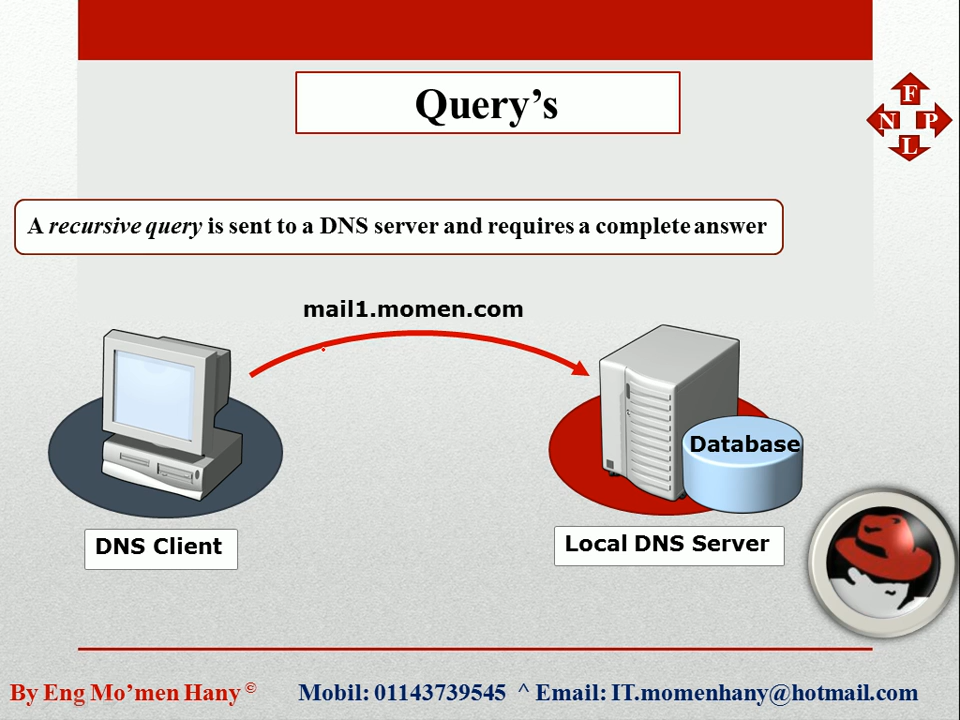 Query’s
F
N P
L
A recursive query is sent to a DNS server and requires a complete answer
mail1.momen.com
Database
DNS Client
Local DNS Server
By Eng Mo’men Hany © Mobil: 01143739545 ^ Email: IT.momenhany@hotmail.com